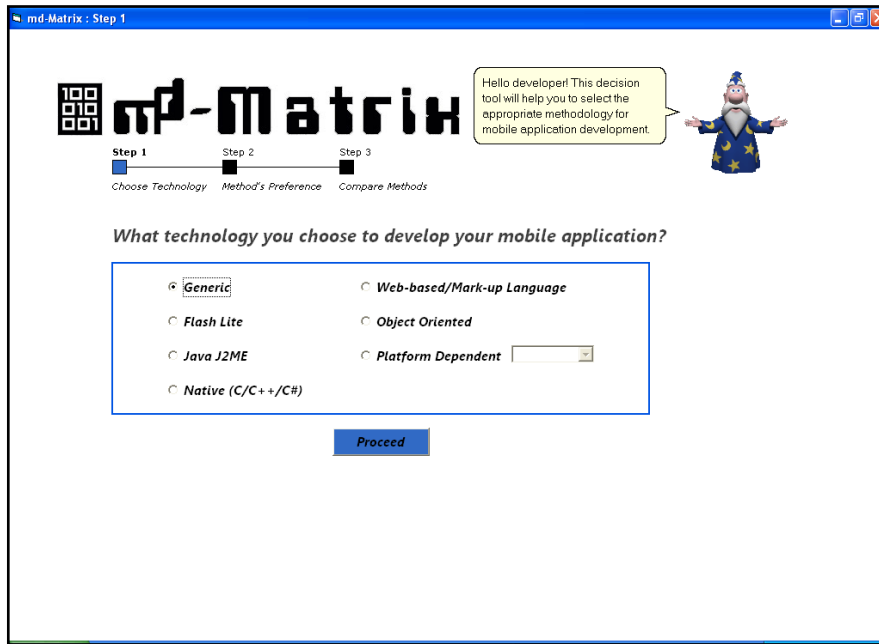 md-Matrix : Step 1
100
010
001
md-Matrix
Hello developer! This decision
tool will help you to select the
appropriate methodology for
mobile application development.
Step 1 Step 2 Step 3
Choose Technology Method's Preference Compare Methods
What technology you choose to develop your mobile application?
Generic Web-based/Mark-up Language
Flash Lite Object Oriented
Java J2ME Platform Dependent
Native (C/C++/C#)
Proceed